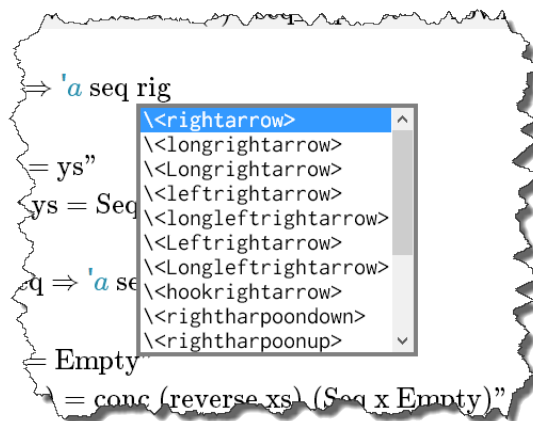 ⇒ 'a seq rig
\<rightarrow>
\<longrightarrow>
\<Longrightarrow>
\<leftrightarrow>
\<longleftrightarrow>
\<Leftrightarrow>
\<Longleftrightarrow>
\<hookrightarrow>
\<rightharpoondown>
\<rightharpoonup>
= ys”
ys = Seq
q ⇒ 'a se
= Empty”
) = conc (reverse xs) (Seq x Empty)”